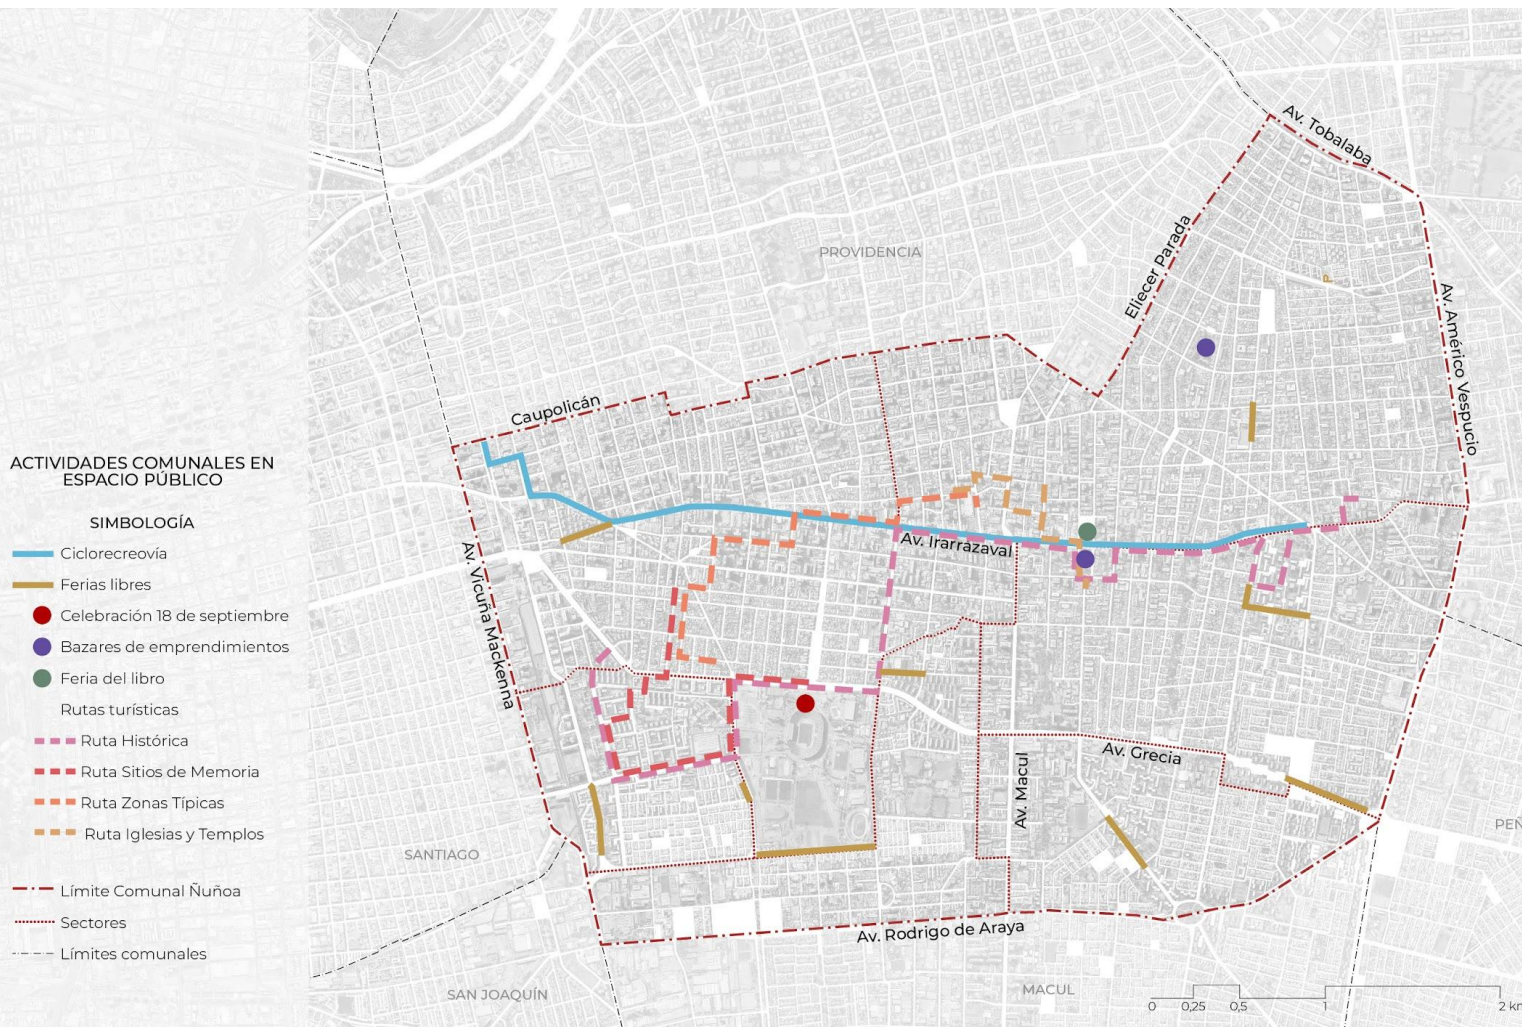 ACTIVIDADES COMUNALES EN
ESPACIO PÚBLICO
SIMBOLOGÍA
Ciclorecreovía
Ferias libres
Celebración 18 de septiembre
Bazares de emprendimientos
Feria del libro
Rutas turísticas
Ruta Histórica
Ruta Sitios de Memoria
Ruta Zonas Típicas
Ruta Iglesias y Templos
Límite Comunal Ñuñoa
Sectores
Límites comunales
Av. Tobalaba
Eliecer Parada
PROVIDENCIA
Av. Américo Vespucio
Caupolicán
Av. Irarrázaval
Av. Vicuña Mackenna
Av. Grecia
Av. Macul
SANTIAGO
PEÑ
Av. Rodrigo de Araya
SAN JOAQUÍN
MACUL
0 0,25 0,5 1 2 km